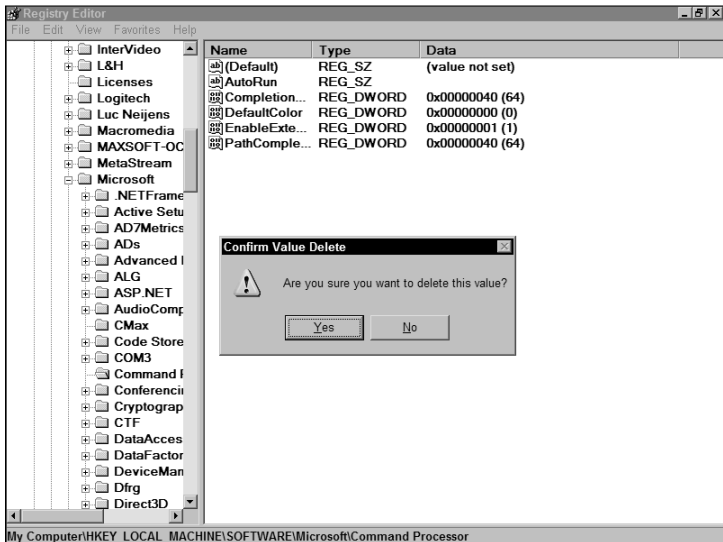 Registry Editor
File Edit View Favorites Help
InterVideo
L&H
Licenses
Logitech
Luc Neijens
Macromedia
MAXSOFT-OC
MetaStream
Microsoft
.NETFrame
Active Setu
AD7Metrics
ADs
Advanced I
ALG
ASP.NET
AudioComp
CMax
Code Store
COM3
Command F
Conferencin
Cryptograp
CTF
DataAcces
DataFactor
DeviceMan
Dfrg
Direct3D
Name Type Data
(Default) REG_SZ (value not set)
AutoRun REG_SZ
Completion... REG_DWORD 0x00000040 (64)
DefaultColor REG_DWORD 0x00000000 (0)
EnableExte... REG_DWORD 0x00000001 (1)
PathComple... REG_DWORD 0x00000040 (64)
Confirm Value Delete
Are you sure you want to delete this value?
Yes No
My Computer\HKEY_LOCAL_MACHINE\SOFTWARE\Microsoft\Command Processor